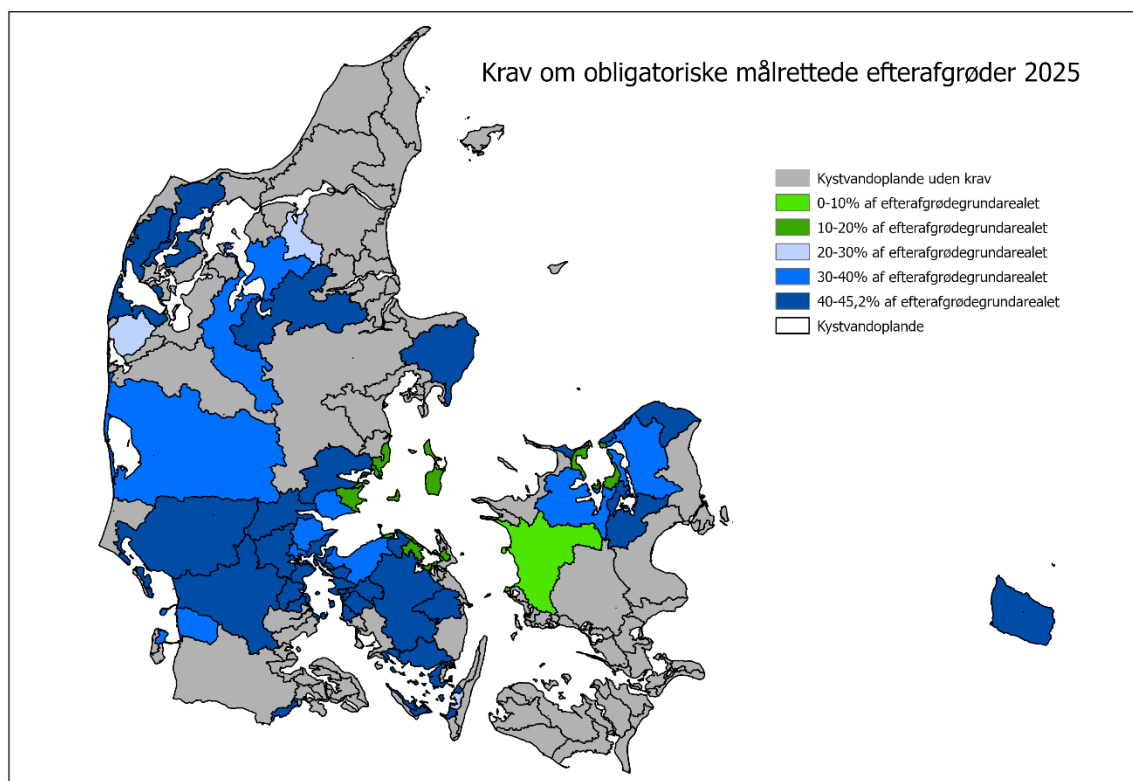 Krav om obligatoriske målrettede efterafgrøder 2025
Kystvandoplande uden krav
0-10% af efterafgrødegrundarealet
10-20% af efterafgrødegrundarealet
20-30% af efterafgrødegrundarealet
30-40% af efterafgrødegrundarealet
40-45,2% af efterafgrødegrundarealet
Kystvandoplande